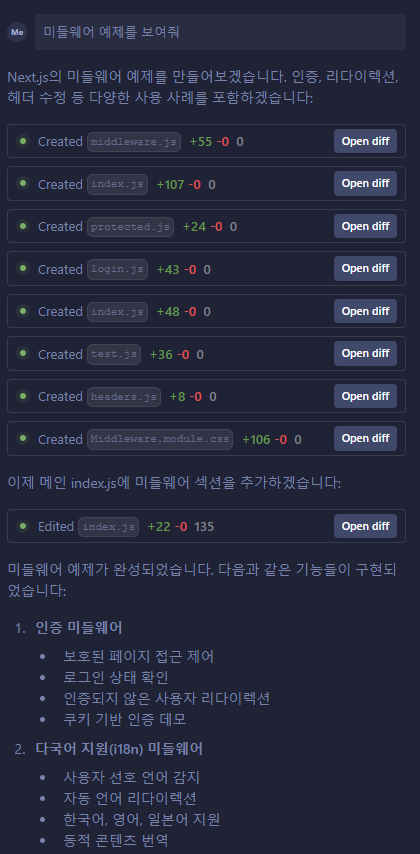 Me 미들웨어 예제를 보여줘
Next.js의 미들웨어 예제를 만들어보겠습니다. 인증, 리다이렉션,
헤더 수정 등 다양한 사용 사례를 포함하겠습니다:
Created middleware.js +55 -0 0 Open diff
Created index.js +107 -0 0 Open diff
Created protected.js +24 -0 0 Open diff
Created login.js +43 -0 0 Open diff
Created index.js +48 -0 0 Open diff
Created test.js +36 -0 0 Open diff
Created headers.js +8 -0 0 Open diff
Created Middleware.module.css +106 -0 0 Open diff
이제 메인 index.js에 미들웨어 섹션을 추가하겠습니다:
Edited index.js +22 -0 135 Open diff
미들웨어 예제가 완성되었습니다. 다음과 같은 기능들이 구현되
었습니다:
1. 인증 미들웨어
• 보호된 페이지 접근 제어
• 로그인 상태 확인
• 인증되지 않은 사용자 리다이렉션
• 쿠키 기반 인증 데모
2. 다국어 지원(i18n) 미들웨어
• 사용자 선호 언어 감지
• 자동 언어 리다이렉션
• 한국어, 영어, 일본어 지원
• 동적 콘텐츠 번역